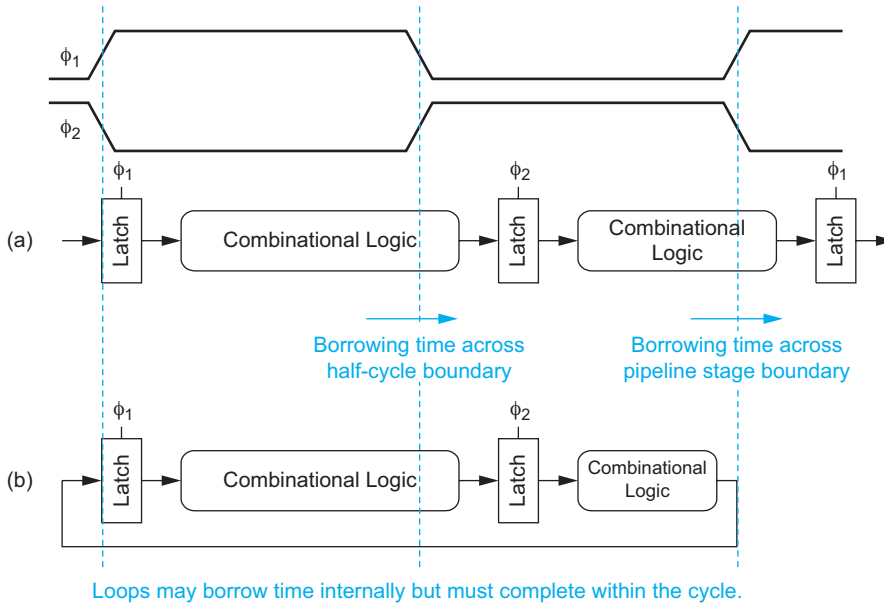 ϕ1
ϕ2
ϕ1
ϕ2
ϕ1
(a)
Latch
Combinational Logic
Latch
Combinational
Logic
Latch
Borrowing time across
half-cycle boundary
Borrowing time across
pipeline stage boundary
ϕ1
ϕ2
(b)
Latch
Combinational Logic
Latch
Combinational
Logic
Loops may borrow time internally but must complete within the cycle.